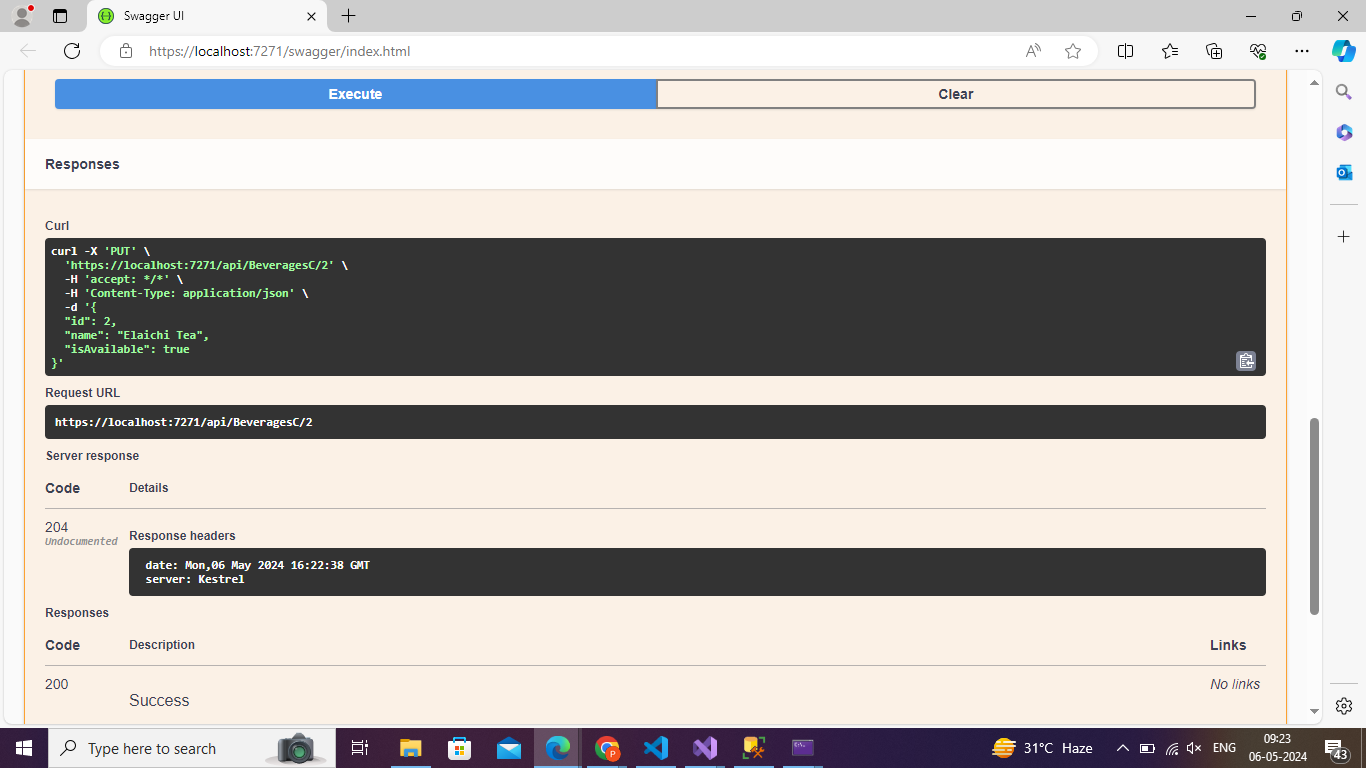 Swagger UI
https://localhost:7271/swagger/index.html
Execute
Clear
Responses
Curl
curl -X 'PUT' \
'https://localhost:7271/api/BeveragesC/2' \
-H 'accept: */*' \
-H 'Content-Type: application/json' \
-d '{
"id": 2,
"name": "Elaichi Tea",
"isAvailable": true
}'
Request URL
https://localhost:7271/api/BeveragesC/2
Server response
Code Details
204
Undocumented
Response headers
date: Mon,06 May 2024 16:22:38 GMT
server: Kestrel
Responses
Code Description Links
200
Success
No links
Type here to search
31°C Haze
ENG
09:23
06-05-2024
43